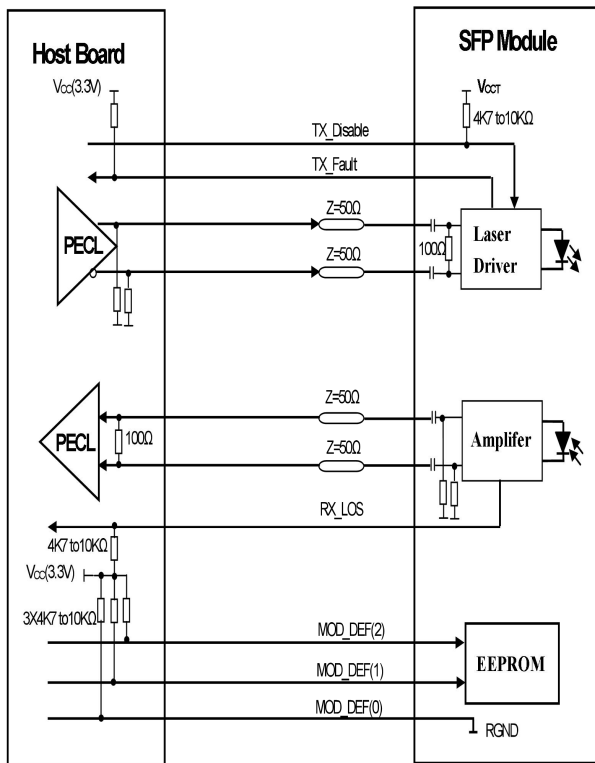 Host Board
SFP Module
VCC(3.3V)
VCCT
4K7 to10KΩ
TX_Disable
TX_Fault
Z=50Ω
PECL
100Ω
Laser
Driver
Z=50Ω
Z=50Ω
PECL
100Ω
Z=50Ω
Amplifer
RX_LOS
4K7 to10KΩ
VCC(3.3V)
3X4K7 to10KΩ
MOD_DEF(2)
MOD_DEF(1)
EEPROM
MOD_DEF(0)
RGND